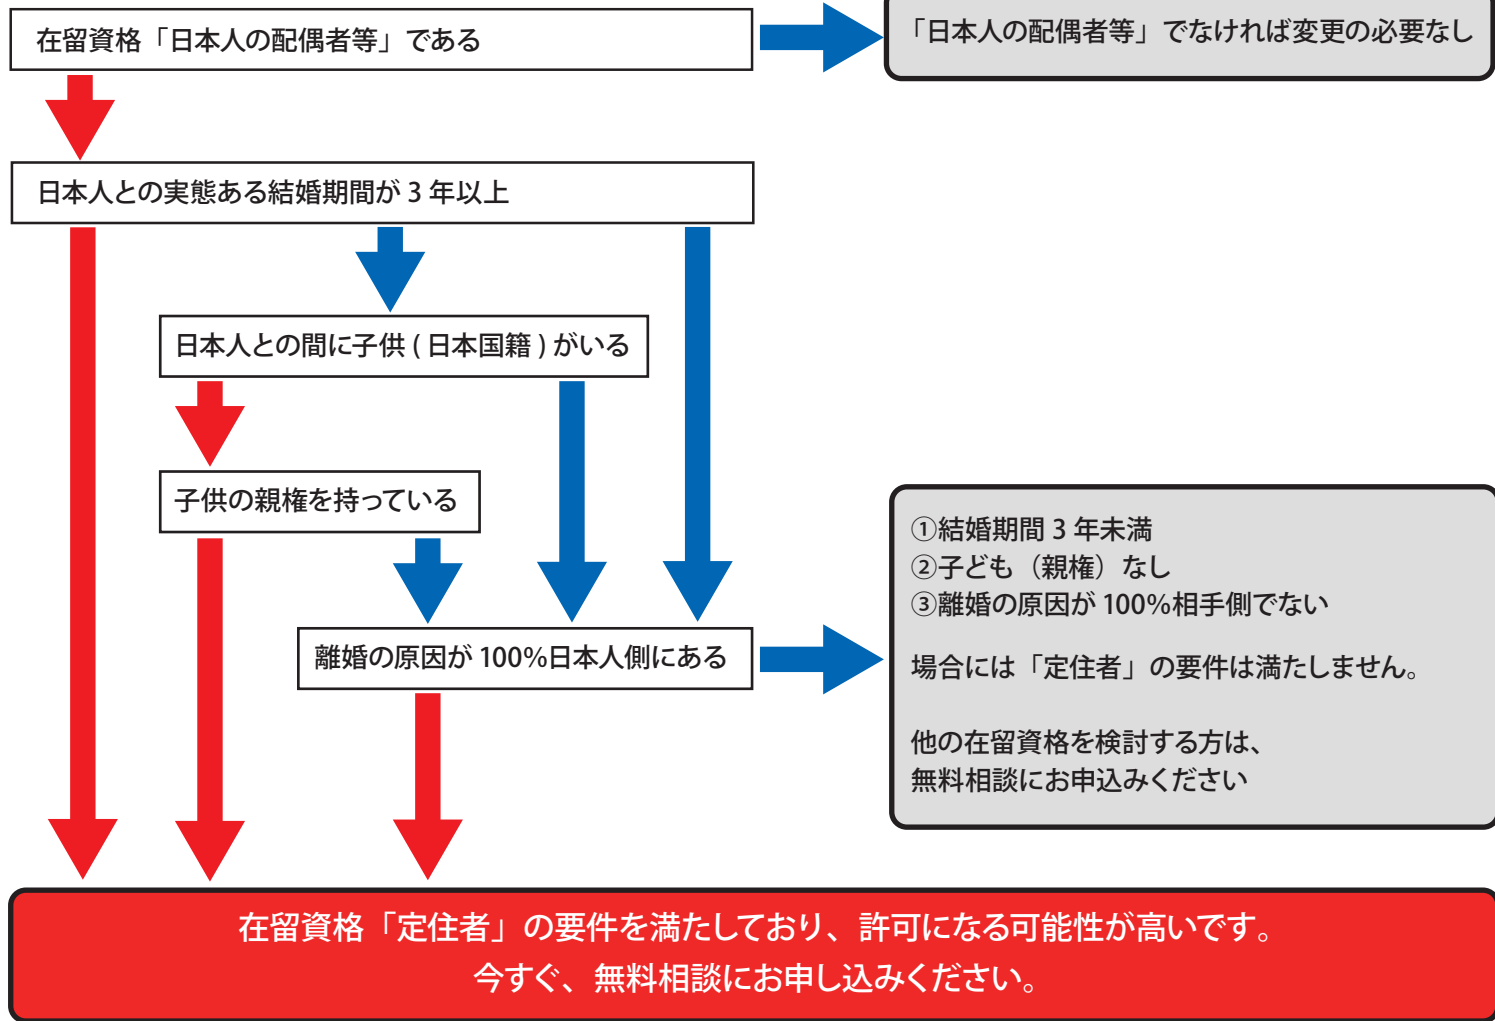 在留資格「日本人の配偶者等」である
「日本人の配偶者等」でなければ変更の必要なし
日本人との実態ある結婚期間が 3 年以上
日本人との間に子供 ( 日本国籍 ) がいる
子供の親権を持っている
離婚の原因が 100%日本人側にある
①結婚期間 3 年未満
②子ども（親権）なし
③離婚の原因が 100%相手側でない
場合には「定住者」の要件は満たしません。
他の在留資格を検討する方は、
無料相談にお申込みください
在留資格「定住者」の要件を満たしており、許可になる可能性が高いです。
今すぐ、無料相談にお申し込みください。